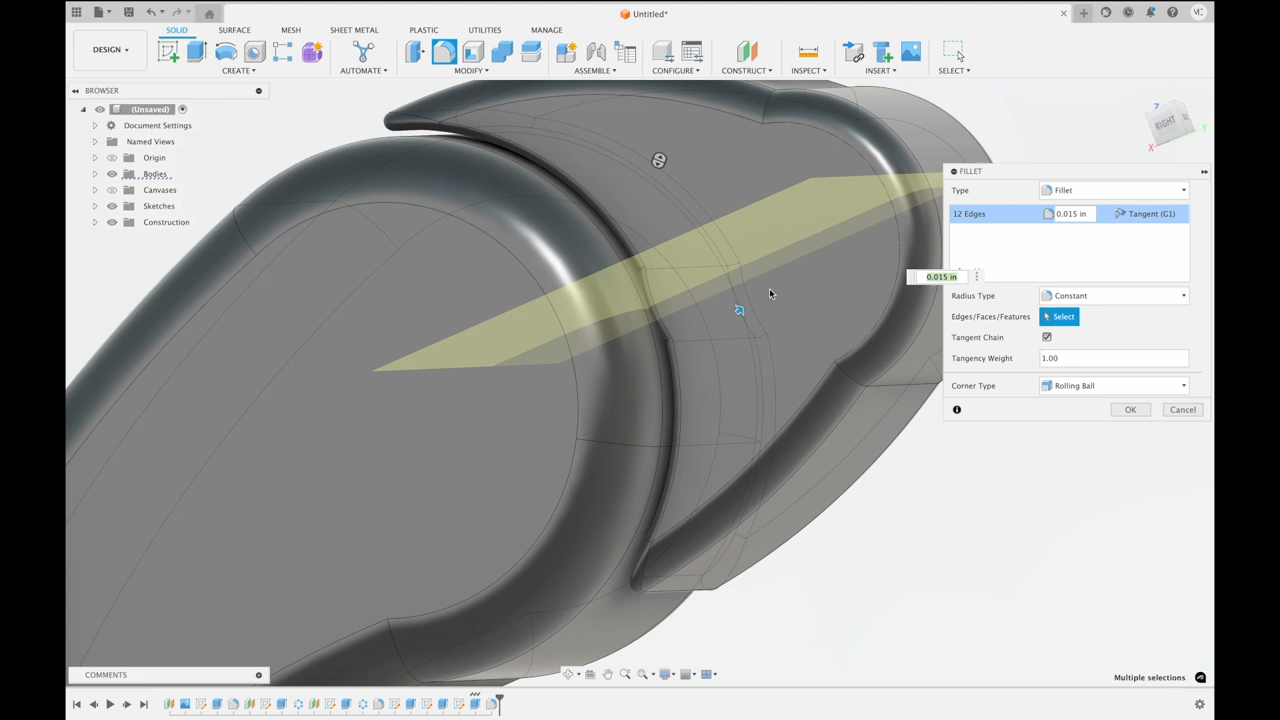 Untitled*
MC
DESIGN
SOLID SURFACE MESH SHEET METAL PLASTIC UTILITIES MANAGE
CREATE AUTOMATE MODIFY ASSEMBLE CONFIGURE CONSTRUCT INSPECT INSERT SELECT
BROWSER
(Unsaved)
Document Settings
Named Views
Origin
Bodies
Canvases
Sketches
Construction
Z
RIGHT
Y
X
FILLET
Type Fillet
12 Edges 0.015 in Tangent (G1)
0.015 in
Radius Type Constant
Edges/Faces/Features Select
Tangent Chain
Tangency Weight 1.00
Corner Type Rolling Ball
OK Cancel
COMMENTS
Multiple selections